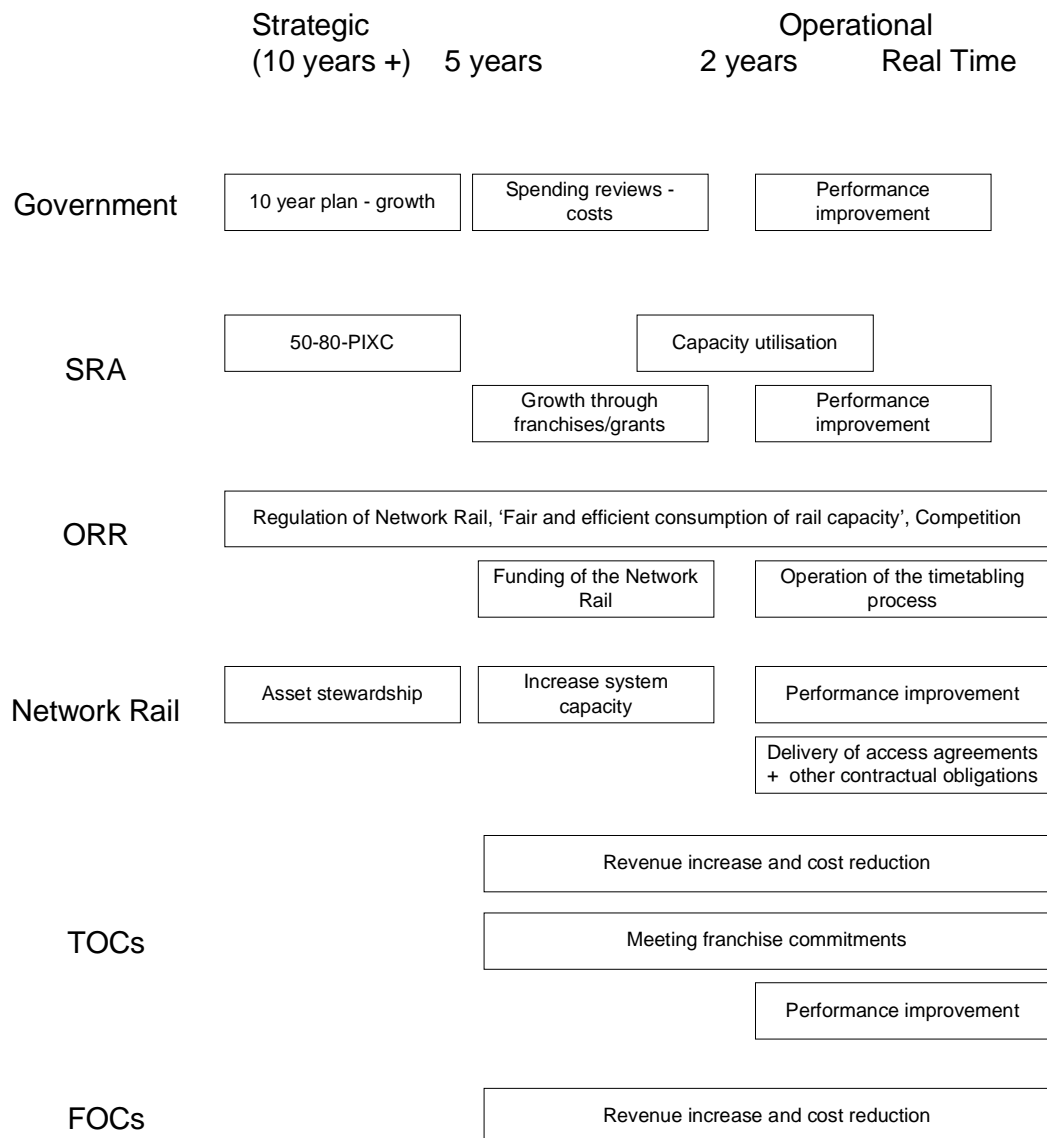 Strategic
Operational
(10 years +)
5 years
2 years
Real Time
Government
10 year plan - growth
Spending reviews -
costs
Performance
improvement
SRA
50-80-PIXC
Capacity utilisation
Growth through
franchises/grants
Performance
improvement
ORR
Regulation of Network Rail, ‘Fair and efficient consumption of rail capacity’, Competition
Funding of the Network
Rail
Operation of the timetabling
process
Network Rail
Asset stewardship
Increase system
capacity
Performance improvement
Delivery of access agreements
+ other contractual obligations
TOCs
Revenue increase and cost reduction
Meeting franchise commitments
Performance improvement
FOCs
Revenue increase and cost reduction